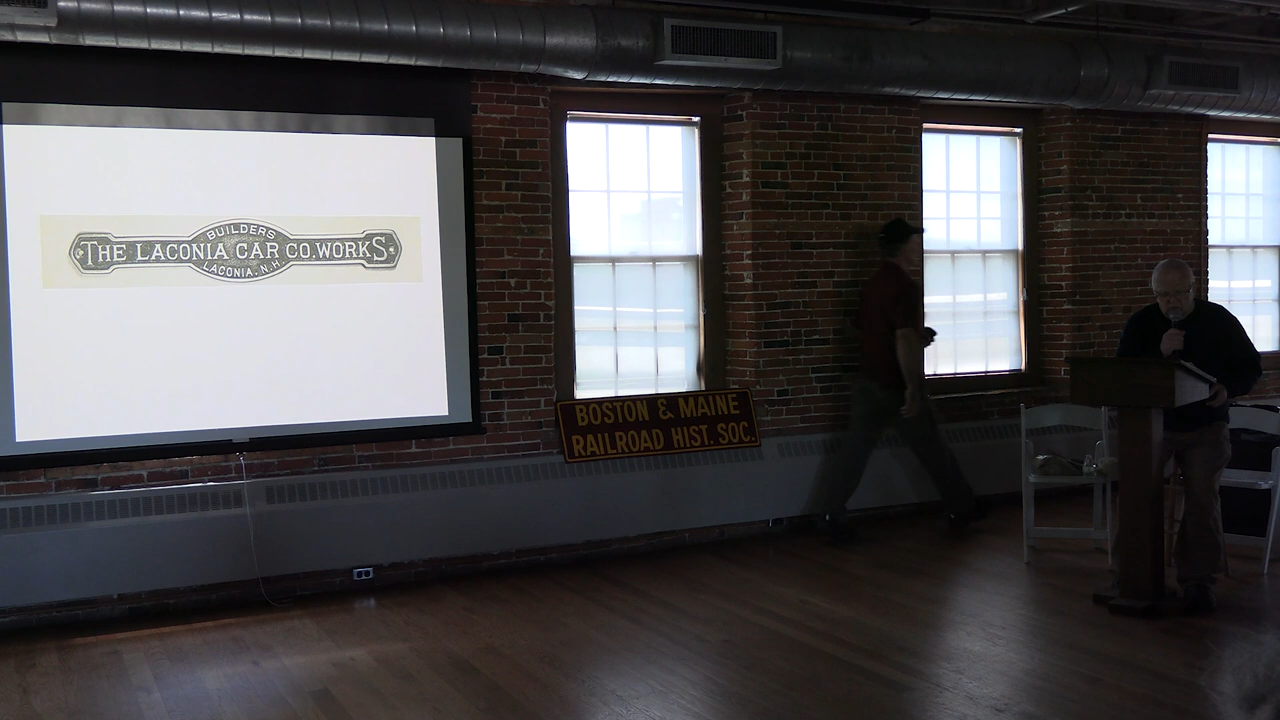 BUILDERS
THE LACONIA CAR CO. WORKS
LACONIA, N.H.
BOSTON & MAINE
RAILROAD HIST. SOC.